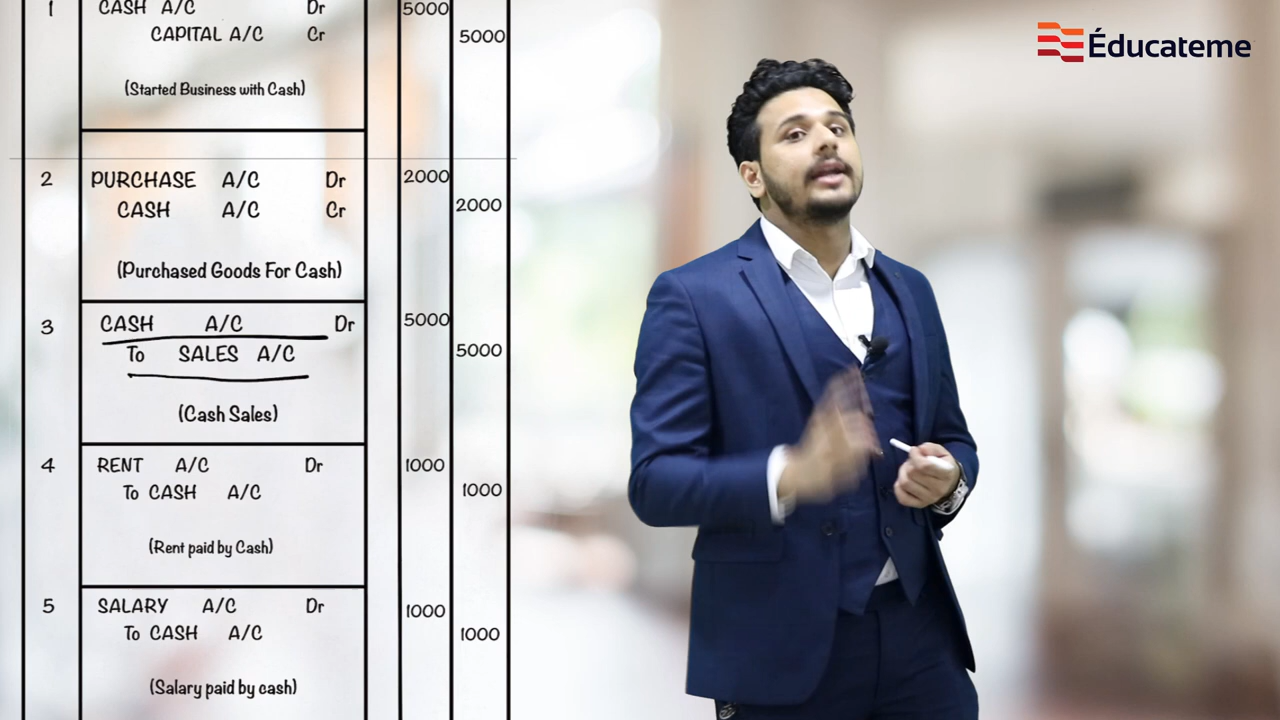 1 CASH A/C Dr 5000
CAPITAL A/C Cr 5000
(Started Business with Cash)
2 PURCHASE A/C Dr 2000
CASH A/C Cr 2000
(Purchased Goods For Cash)
3 CASH A/C Dr 5000
To SALES A/C 5000
(Cash Sales)
4 RENT A/C Dr 1000
To CASH A/C 1000
(Rent paid by Cash)
5 SALARY A/C Dr 1000
To CASH A/C 1000
(Salary paid by cash)
Éducateme